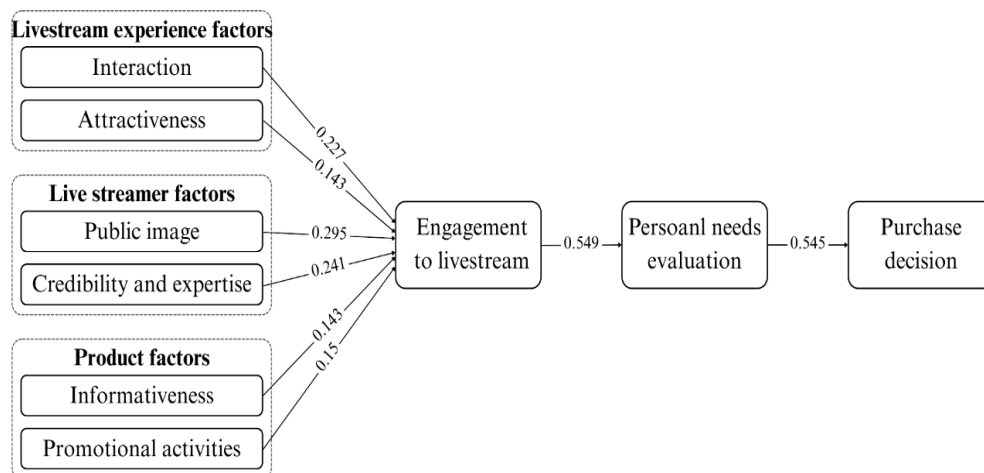 Livestream experience factors
Interaction
Attractiveness
0.227
0.143
Live streamer factors
Public image
Credibility and expertise
0.295
0.241
Product factors
Informativeness
Promotional activities
0.143
0.15
Engagement
to livestream
0.549
Persoanl needs
evaluation
0.545
Purchase
decision